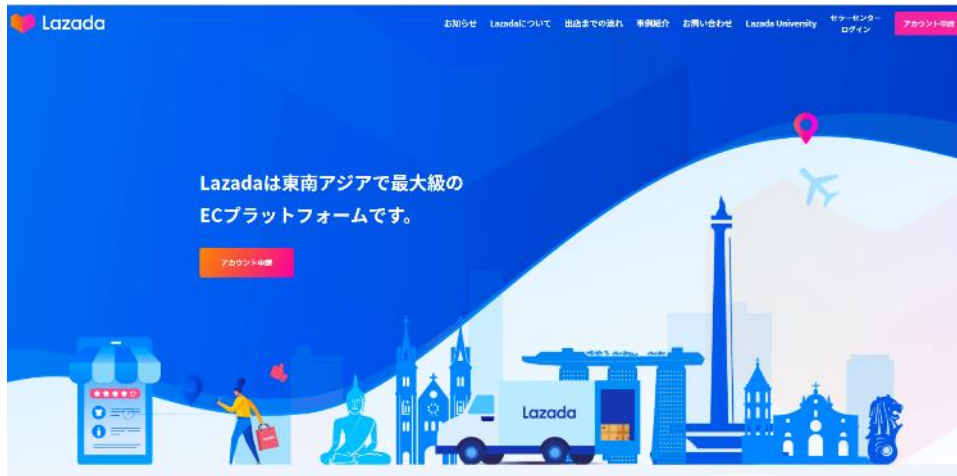 Lazada
お知らせ
Lazadaについて
出店までの流れ
事例紹介
お問い合わせ
Lazada University
セラーセンター
ログイン
アカウント申請
Lazadaは東南アジアで最大級の
ECプラットフォームです。
アカウント申請
Lazada